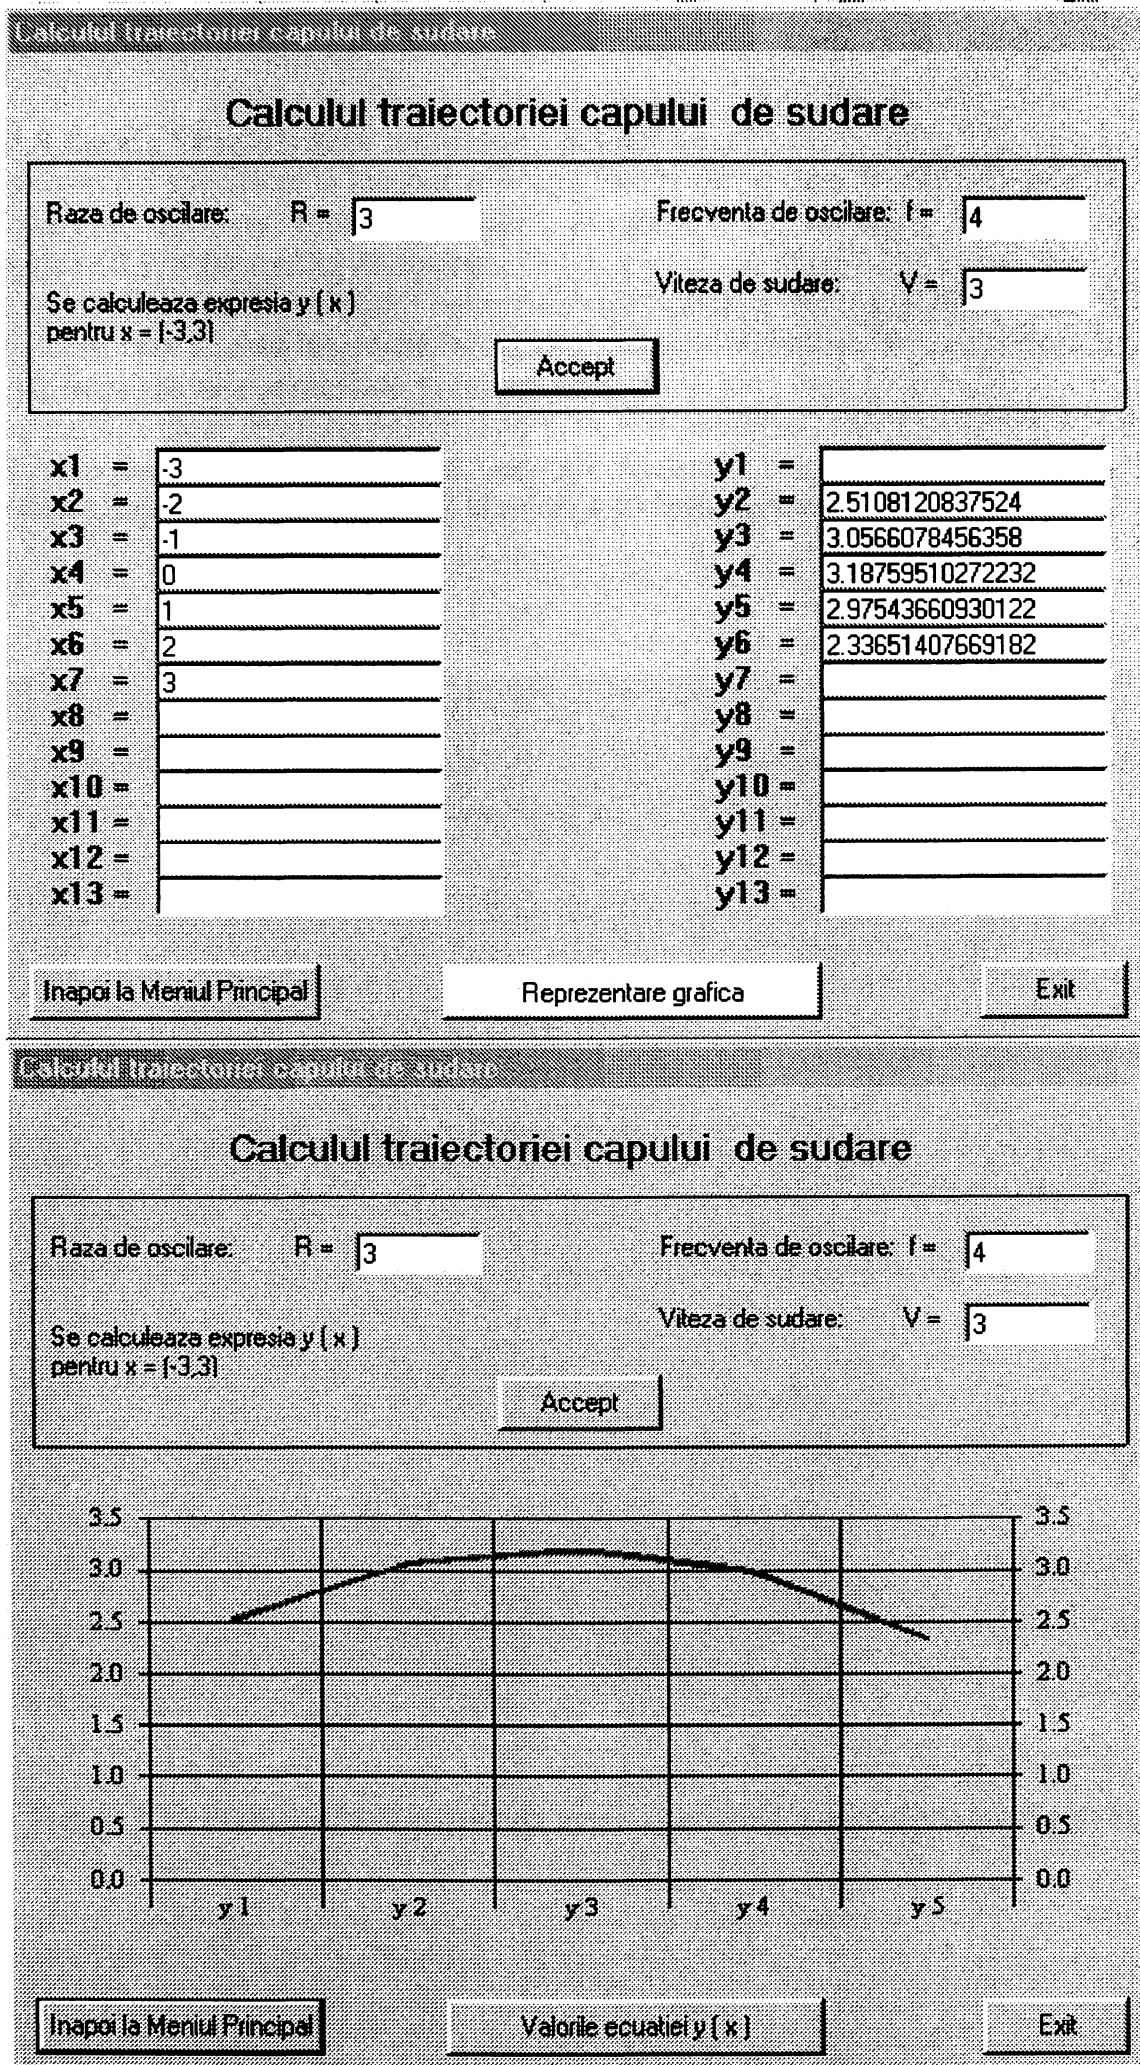 Calculul traiectoriei capului de sudare
Calculul traiectoriei capului de sudare
Raza de oscilare: R = 3 Frecventa de oscilare: f = 4
Viteza de sudare: V = 3
Se calculeaza expresia y ( x )
pentru x = [-3,3]
Accept
x1 = -3 y1 =
x2 = -2 y2 = 2.5108120837524
x3 = -1 y3 = 3.0566078456358
x4 = 0 y4 = 3.18759510272232
x5 = 1 y5 = 2.97543660930122
x6 = 2 y6 = 2.33651407669182
x7 = 3 y7 =
x8 = y8 =
x9 = y9 =
x10 = y10 =
x11 = y11 =
x12 = y12 =
x13 = y13 =
Inapoi la Meniul Principal Reprezentare grafica Exit
Calculul traiectoriei capului de sudare
Calculul traiectoriei capului de sudare
Raza de oscilare: R = 3 Frecventa de oscilare: f = 4
Viteza de sudare: V = 3
Se calculeaza expresia y ( x )
pentru x = [-3,3]
Accept
3.5 3.5
3.0 3.0
2.5 2.5
2.0 2.0
1.5 1.5
1.0 1.0
0.5 0.5
0.0 0.0
y 1 y 2 y 3 y 4 y 5
Inapoi la Meniul Principal Valorile ecuatiei y ( x ) Exit